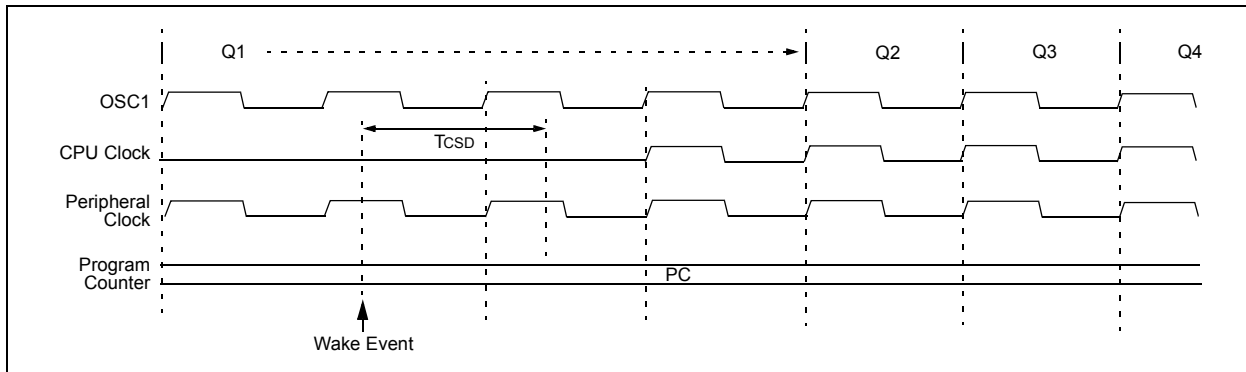 Q1 Q2 Q3 Q4
OSC1
TCSD
CPU Clock
Peripheral
Clock
Program
Counter
PC
Wake Event